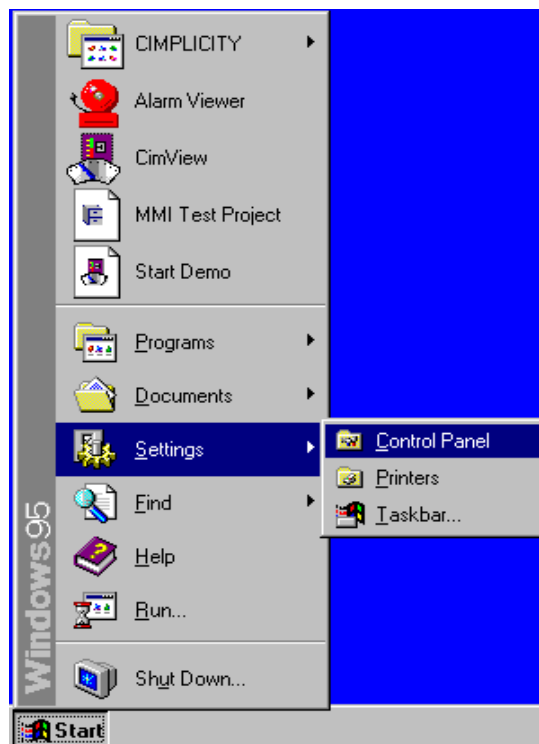 CIMPLICITY
Alarm Viewer
CimView
MMI Test Project
Start Demo
Programs
Documents
Settings
Control Panel
Printers
Taskbar...
Find
Help
Run...
Shut Down...
Windows95
Start